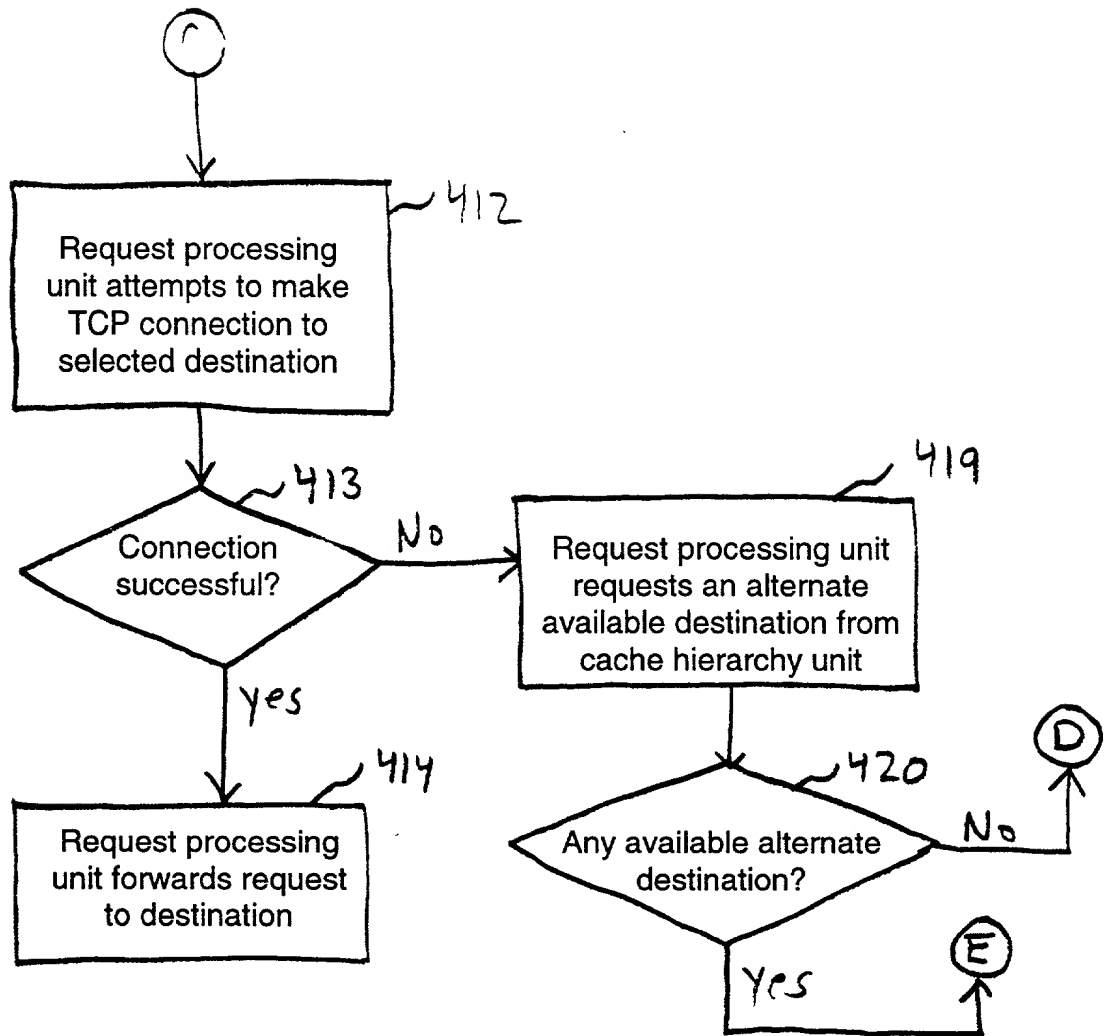 C
412
Request processing
unit attempts to make
TCP connection to
selected destination
413
Connection
successful?
No
419
Request processing unit
requests an alternate
available destination from
cache hierarchy unit
yes
414
Request processing
unit forwards request
to destination
420
Any available alternate
destination?
No
D
Yes
E